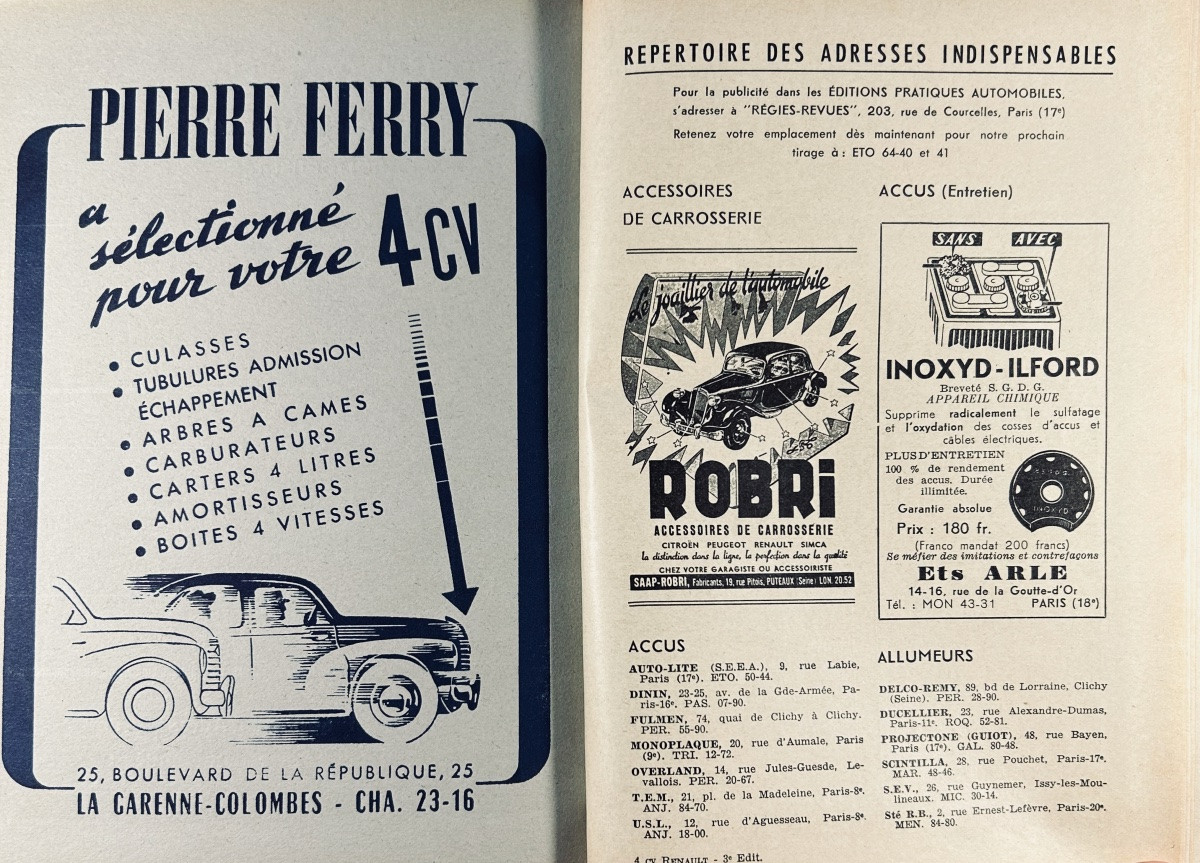 PIERRE FERRY
a
sélectionné
pour votre 4 CV
• CULASSES
• TUBULURES ADMISSION
ÉCHAPPEMENT
• ARBRES A CAMES
• CARBURATEURS
• CARTERS 4 LITRES
• AMORTISSEURS
• BOITES 4 VITESSES
25, BOULEVARD DE LA RÉPUBLIQUE, 25
LA GARENNE-COLOMBES - CHA. 23-16
REPERTOIRE DES ADRESSES INDISPENSABLES
Pour la publicité dans les ÉDITIONS PRATIQUES AUTOMOBILES,
s'adresser à "RÉGIES-REVUES", 203, rue de Courcelles, Paris (17e)
Retenez votre emplacement dès maintenant pour notre prochain
tirage à : ETO 64-40 et 41
ACCESSOIRES
DE CARROSSERIE
Le joaillier de l'automobile
ROBRi
ACCESSOIRES DE CARROSSERIE
CITROËN PEUGEOT RENAULT SIMCA
la distinction dans la ligne, la perfection dans la qualité
CHEZ VOTRE GARAGISTE OU ACCESSOIRISTE
SAAP-ROBRI, Fabricants, 19, rue Pitois, PUTEAUX (Seine) LON. 20.52
ACCUS
AUTO-LITE (S.E.E.A.), 9, rue Labie,
Paris (17e). ETO. 50-44.
DININ, 23-25, av. de la Gde-Armée, Pa-
ris-16e. PAS. 07-90.
FULMEN, 74, quai de Clichy à Clichy.
PER. 55-90.
MONOPLAQUE, 20, rue d'Aumale, Paris
(9e). TRI. 12-72.
OVERLAND, 14, rue Jules-Guesde, Le-
vallois. PER. 20-67.
T.E.M., 21, pl. de la Madeleine, Paris-8e.
ANJ. 84-70.
U.S.L., 12, rue d'Aguesseau, Paris-8e.
ANJ. 18-00.
4 CV RENAULT - 3e Edit.
ACCUS (Entretien)
SANS AVEC
INOXYD-ILFORD
Breveté S. G. D. G.
APPAREIL CHIMIQUE
Supprime radicalement le sulfatage
et l'oxydation des cosses d'accus et
câbles électriques.
PLUS D'ENTRETIEN
100 % de rendement
des accus. Durée
illimitée.
Garantie absolue
Prix : 180 fr.
INOXYD
(Franco mandat 200 francs)
Se méfier des imitations et contrefaçons
Ets ARLE
14-16, rue de la Goutte-d'Or
Tél. : MON 43-31 PARIS (18e)
ALLUMEURS
DELCO-REMY, 89, bd de Lorraine, Clichy
(Seine). PER. 28-90.
DUCELLIER, 23, rue Alexandre-Dumas,
Paris-11e. ROQ. 52-81.
PROJECTONE (GUIOT), 48, rue Bayen,
Paris (17e). GAL. 80-48.
SCINTILLA, 28, rue Pouchet, Paris-17e.
MAR. 48-46.
S.E.V., 26, rue Guynemer, Issy-les-Mou-
lineaux. MIC. 30-14.
Sté R.B., 2, rue Ernest-Lefèvre, Paris-20e.
MEN. 84-80.